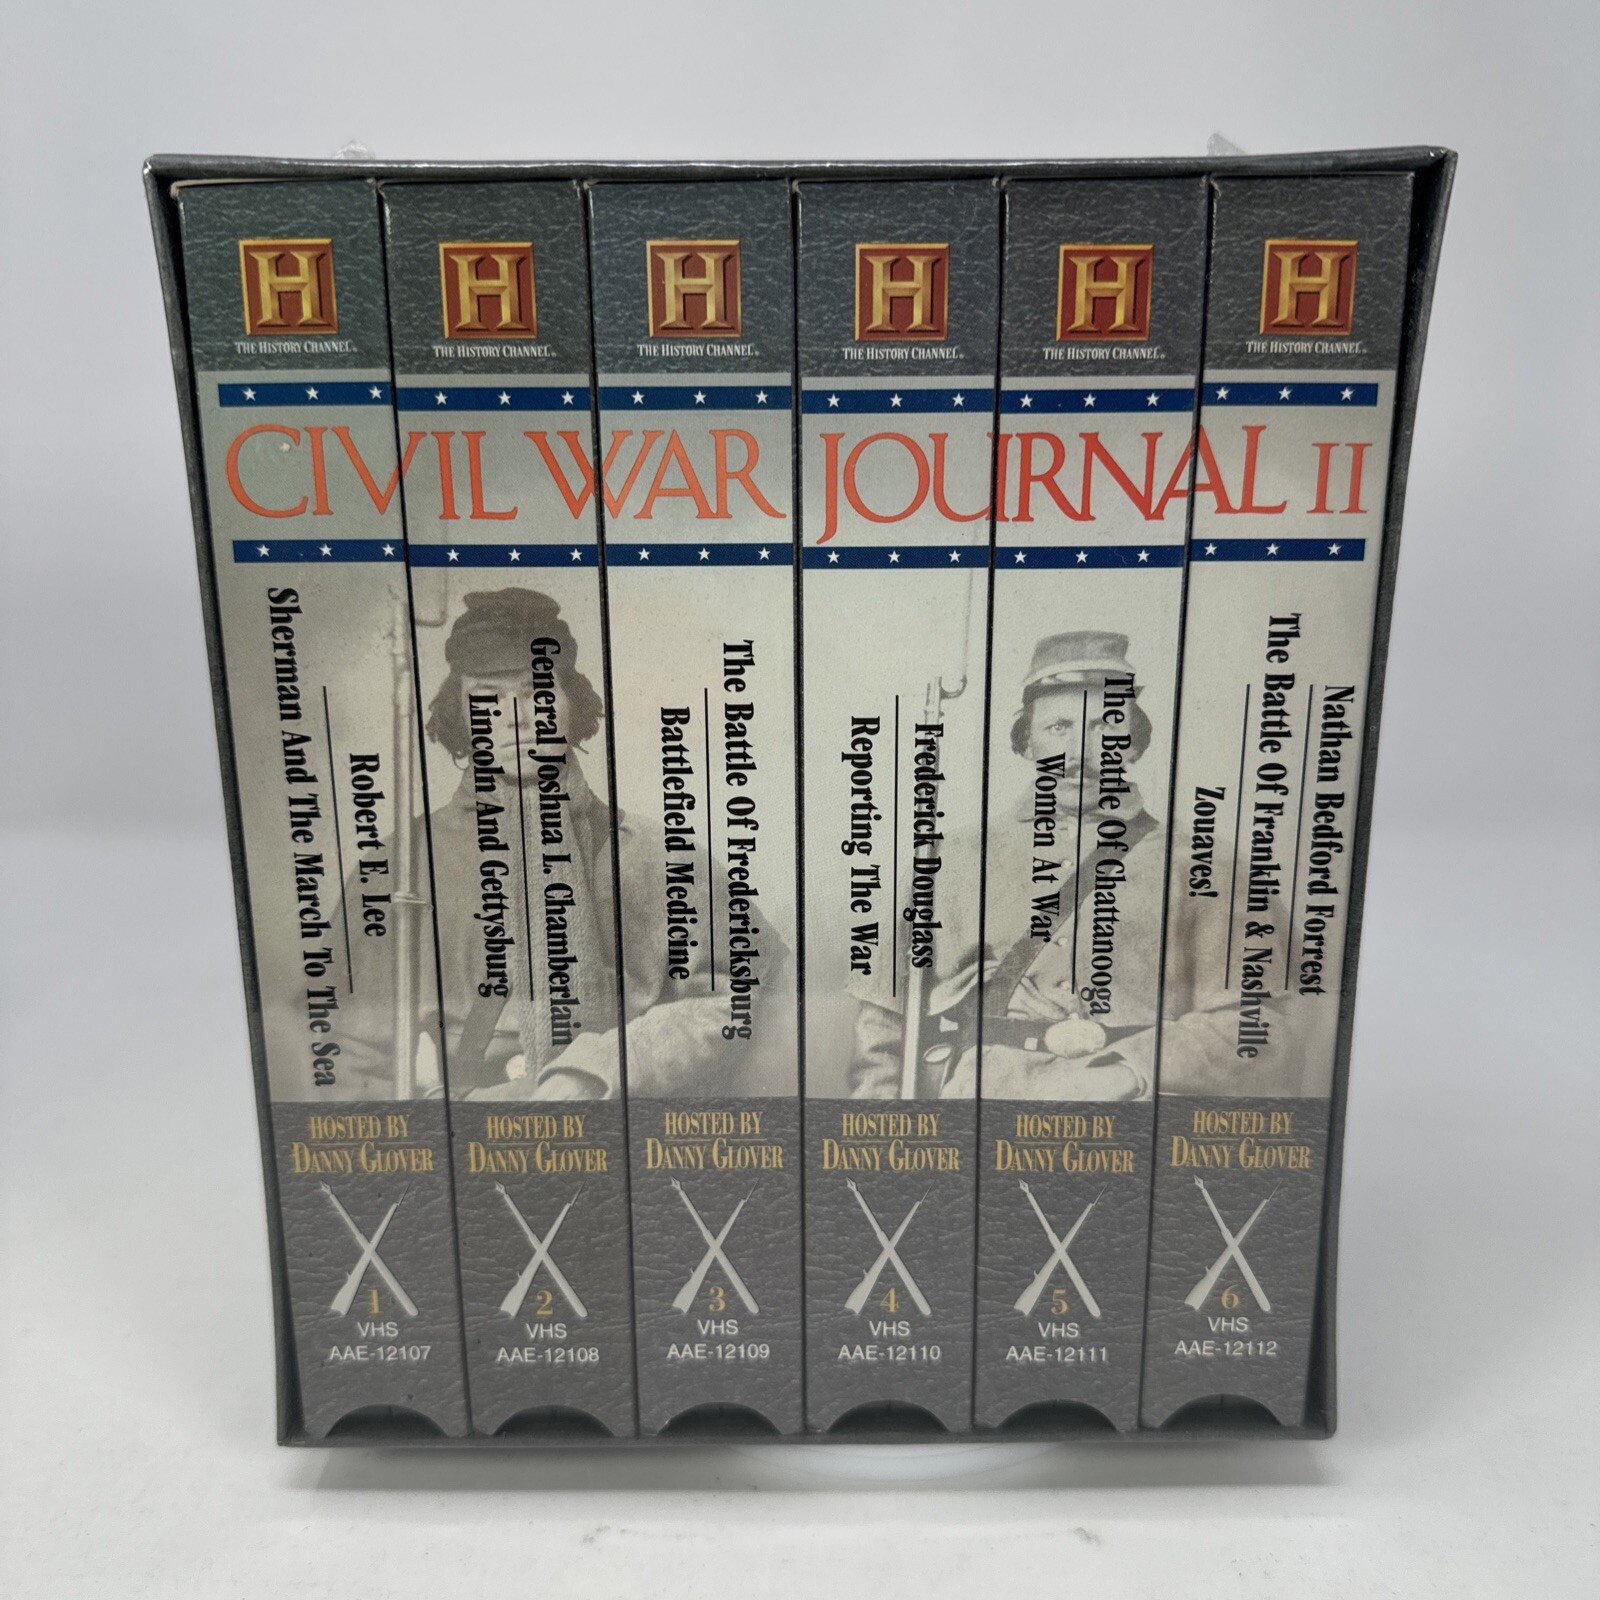 H
THE HISTORY CHANNEL®
H
THE HISTORY CHANNEL®
H
THE HISTORY CHANNEL®
H
THE HISTORY CHANNEL®
H
THE HISTORY CHANNEL®
H
THE HISTORY CHANNEL®
CIVIL WAR JOURNAL II
Robert E. Lee
Sherman And The March To The Sea
HOSTED BY
DANNY GLOVER
1
VHS
AAE-12107
General Joshua L. Chamberlain
Lincoln And Gettysburg
HOSTED BY
DANNY GLOVER
2
VHS
AAE-12108
The Battle Of Fredericksburg
Battlefield Medicine
HOSTED BY
DANNY GLOVER
3
VHS
AAE-12109
Frederick Douglass
Reporting The War
HOSTED BY
DANNY GLOVER
4
VHS
AAE-12110
The Battle Of Chattanooga
Women At War
HOSTED BY
DANNY GLOVER
5
VHS
AAE-12111
Nathan Bedford Forrest
The Battle Of Franklin & Nashville
Zouaves!
HOSTED BY
DANNY GLOVER
6
VHS
AAE-12112